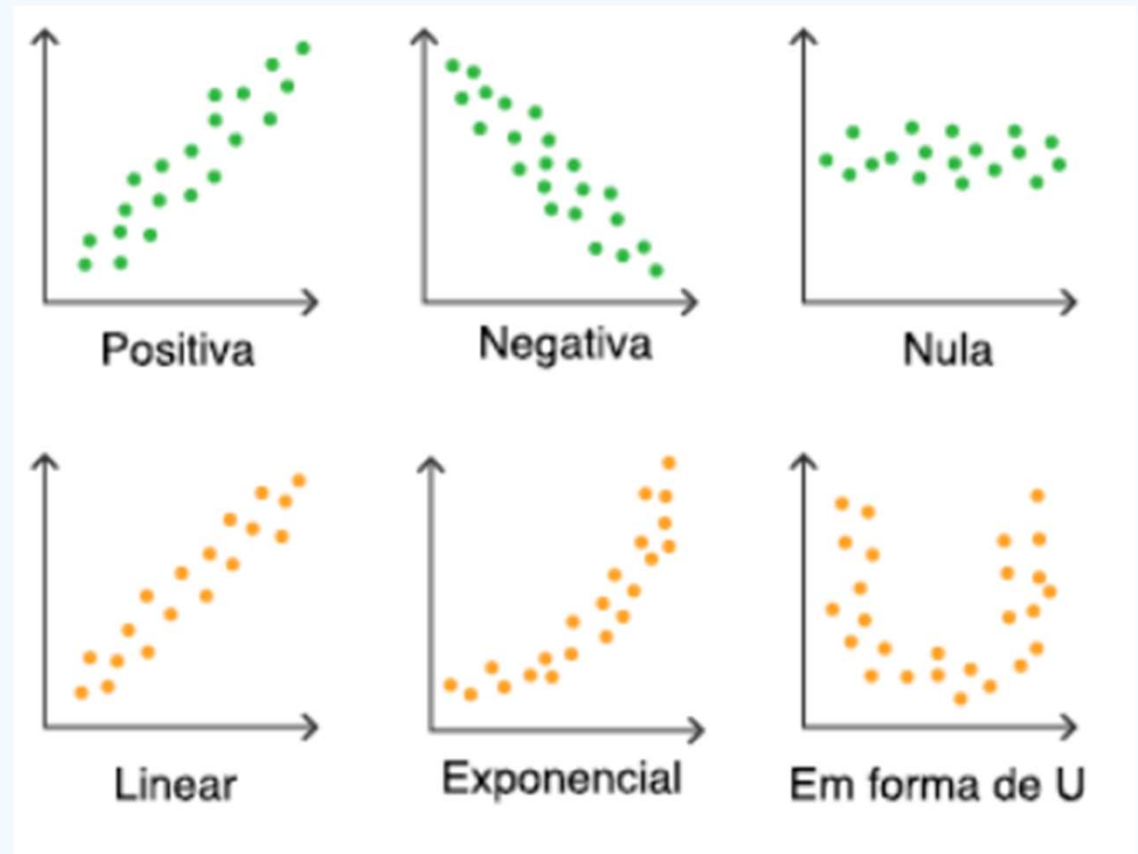 Positiva
Negativa
Nula
Linear
Exponencial
Em forma de U